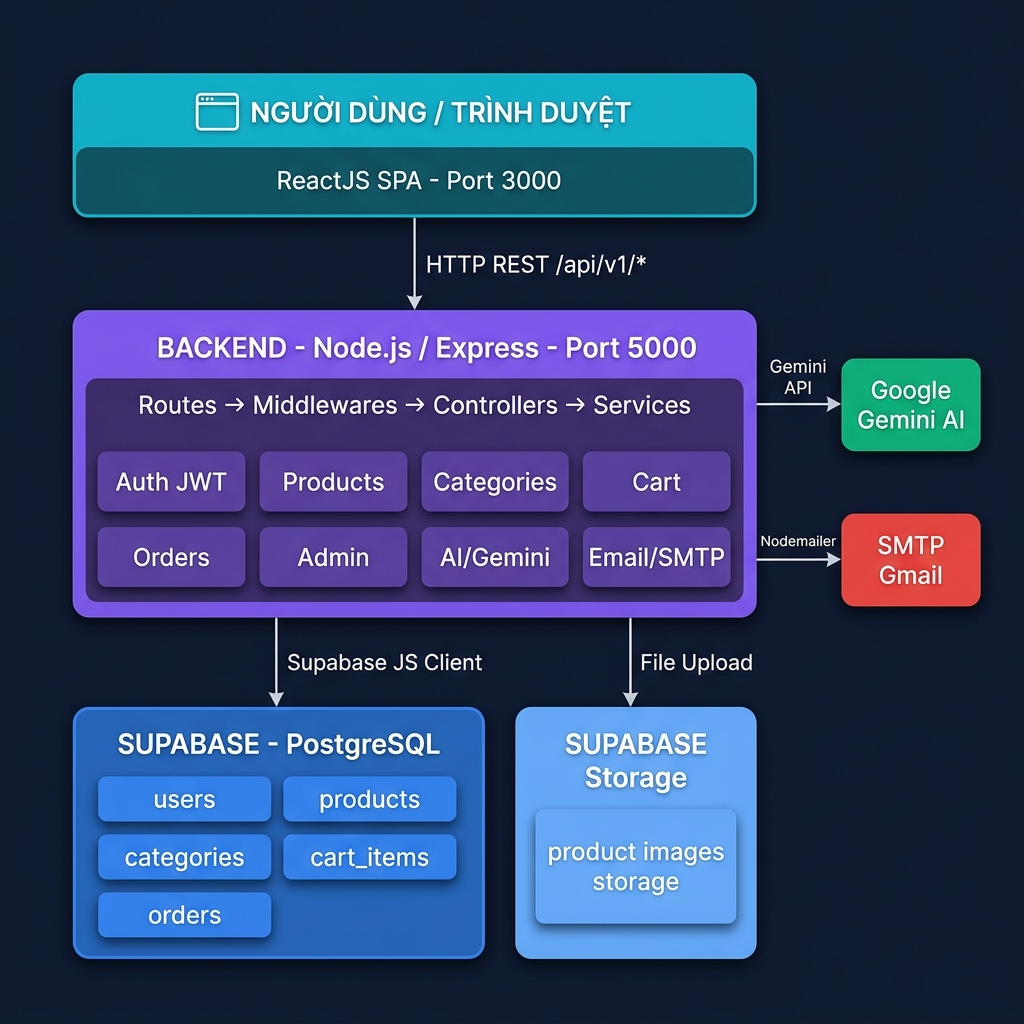 NGƯỜI DÙNG / TRÌNH DUYỆT
ReactJS SPA - Port 3000
HTTP REST /api/v1/*
BACKEND - Node.js / Express - Port 5000
Routes → Middlewares → Controllers → Services
Auth JWT
Products
Categories
Cart
Orders
Admin
AI/Gemini
Email/SMTP
Gemini
API
Google
Gemini AI
Nodemailer
SMTP
Gmail
Supabase JS Client
File Upload
SUPABASE - PostgreSQL
users
products
categories
cart_items
orders
SUPABASE
Storage
product images
storage